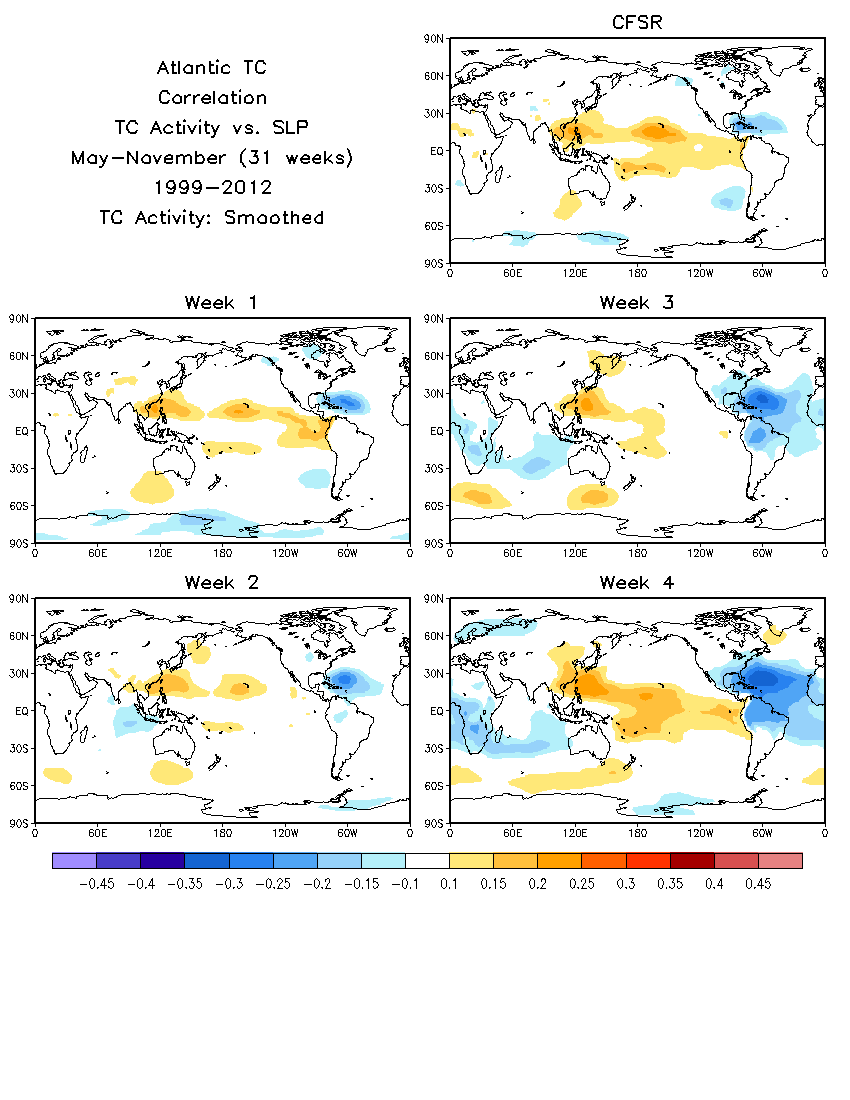 CFSR
Atlantic TC
Correlation
TC Activity vs. SLP
May-November (31 weeks)
1999-2012
TC Activity: Smoothed
90N
60N
30N
EQ
30S
60S
90S
0 60E 120E 180 120W 60W 0
Week 1
90N
60N
30N
EQ
30S
60S
90S
0 60E 120E 180 120W 60W 0
Week 3
90N
60N
30N
EQ
30S
60S
90S
0 60E 120E 180 120W 60W 0
Week 2
90N
60N
30N
EQ
30S
60S
90S
0 60E 120E 180 120W 60W 0
Week 4
90N
60N
30N
EQ
30S
60S
90S
0 60E 120E 180 120W 60W 0
-0.45 -0.4 -0.35 -0.3 -0.25 -0.2 -0.15 -0.1 0.1 0.15 0.2 0.25 0.3 0.35 0.4 0.45